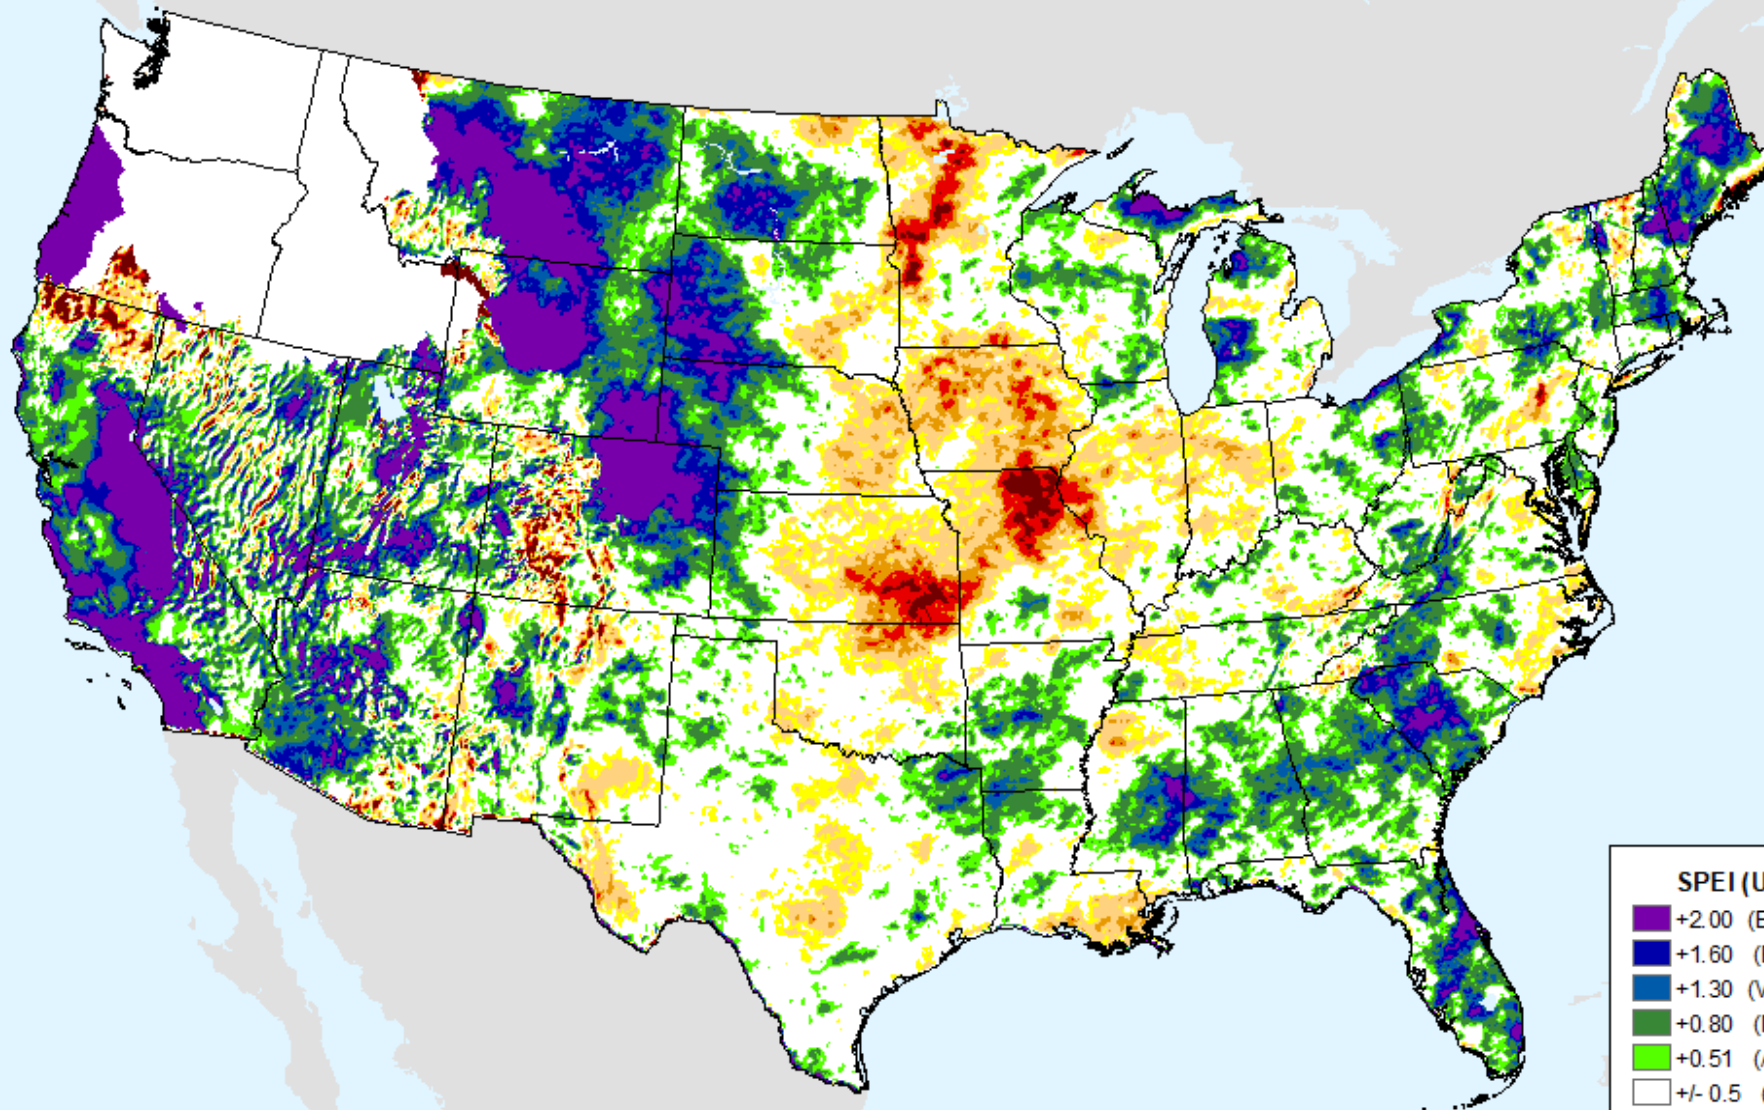 SPEI (U
+2.00 (E
+1.60 (
+1.30 (V
+0.80 (
+0.51 (
+/- 0.5 (